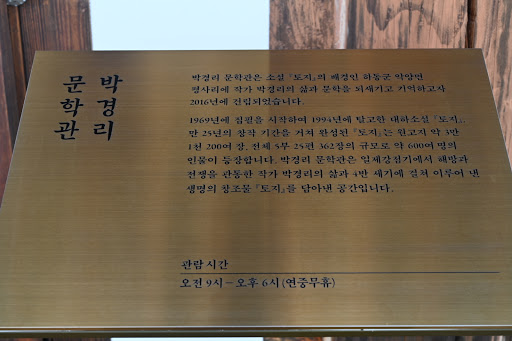 박경리
문학관
박경리 문학관은 소설 『토지』의 배경인 하동군 악양면
평사리에 작가 박경리의 삶과 문학을 되새기고 기억하고자
2016년에 건립되었습니다.
1969년에 집필을 시작하여 1994년에 탈고한 대하소설 『토지』.
만 25년의 창작 기간을 거쳐 완성된 『토지』는 원고지 약 3만
1천 200여 장, 전체 5부 25편 362장의 규모로 약 600여 명의
인물이 등장합니다. 박경리 문학관은 일제강점기에서 해방과
전쟁을 관통한 작가 박경리의 삶과 4만 세기에 걸쳐 이루어 낸
생명의 창조물 『토지』를 담아낸 공간입니다.
관람 시간
오전 9시 – 오후 6시 (연중무휴)